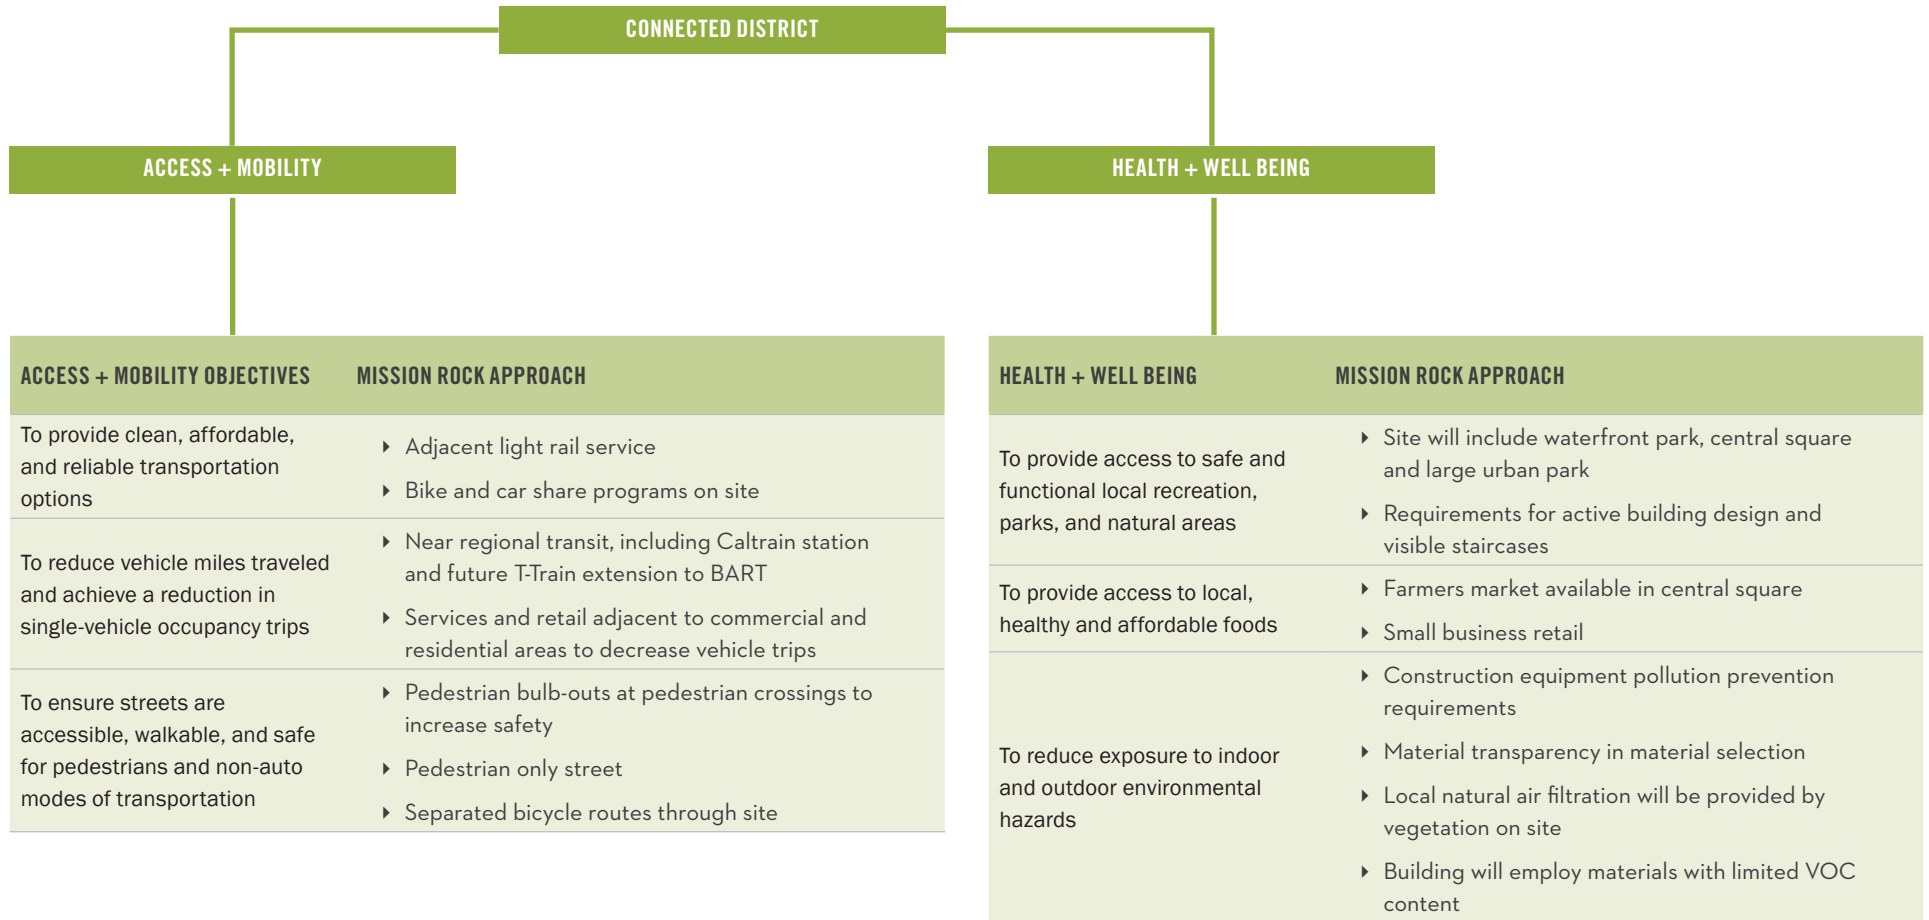 CONNECTED DISTRICT
ACCESS + MOBILITY
ACCESS + MOBILITY OBJECTIVES
MISSION ROCK APPROACH
To provide clean, affordable,
and reliable transportation
options
‣ Adjacent light rail service
‣ Bike and car share programs on site
To reduce vehicle miles traveled
and achieve a reduction in
single-vehicle occupancy trips
‣ Near regional transit, including Caltrain station
and future T-Train extension to BART
‣ Services and retail adjacent to commercial and
residential areas to decrease vehicle trips
To ensure streets are
accessible, walkable, and safe
for pedestrians and non-auto
modes of transportation
‣ Pedestrian bulb-outs at pedestrian crossings to
increase safety
‣ Pedestrian only street
‣ Separated bicycle routes through site
HEALTH + WELL BEING
HEALTH + WELL BEING
MISSION ROCK APPROACH
To provide access to safe and
functional local recreation,
parks, and natural areas
‣ Site will include waterfront park, central square
and large urban park
‣ Requirements for active building design and
visible staircases
To provide access to local,
healthy and affordable foods
‣ Farmers market available in central square
‣ Small business retail
To reduce exposure to indoor
and outdoor environmental
hazards
‣ Construction equipment pollution prevention
requirements
‣ Material transparency in material selection
‣ Local natural air filtration will be provided by
vegetation on site
‣ Building will employ materials with limited VOC
content